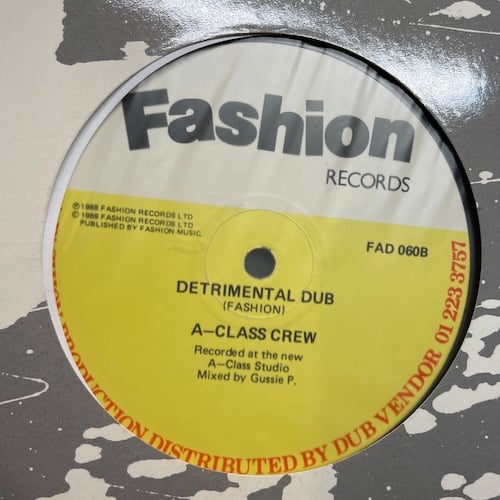 Fashion
RECORDS
℗1988 FASHION RECORDS LTD
© 1988 FASHION RECORDS LTD
PUBLISHED BY FASHION MUSIC.
FAD 060B
DETRIMENTAL DUB
(FASHION)
A—CLASS CREW
Recorded at the new
A—Class Studio
Mixed by Gussie P.
PRODUCTION DISTRIBUTED BY DUB VENDOR 01 223 3757